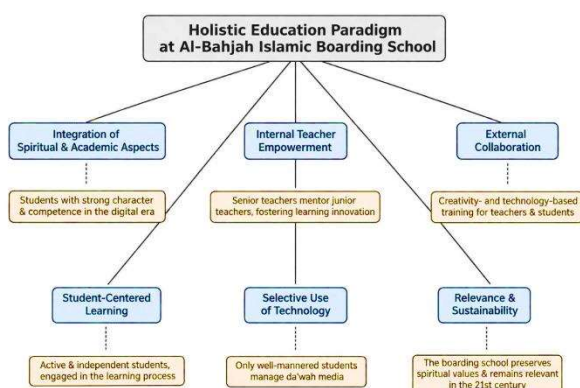 Holistic Education Paradigm
at Al-Bahjah Islamic Boarding School
Integration of
Spiritual & Academic Aspects
Internal Teacher
Empowerment
External
Collaboration
Students with strong character
& competence in the digital era
Senior teachers mentor junior
teachers, fostering learning innovation
Creativity- and technology-based
training for teachers & students
Student-Centered
Learning
Selective Use
of Technology
Relevance &
Sustainability
Active & independent students,
engaged in the learning process
Only well-mannered students
manage da'wah media
The boarding school preserves
spiritual values & remains relevant
in the 21st century